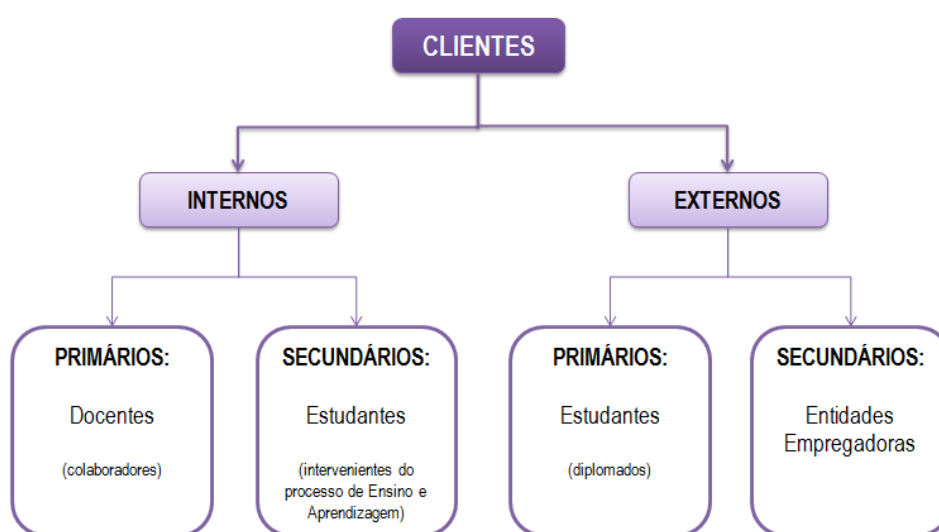 CLIENTES
INTERNOS
EXTERNOS
PRIMÁRIOS:
Docentes
(colaboradores)
SECUNDÁRIOS:
Estudantes
(intervenientes do
processo de Ensino e
Aprendizagem)
PRIMÁRIOS:
Estudantes
(diplomados)
SECUNDÁRIOS:
Entidades
Empregadoras